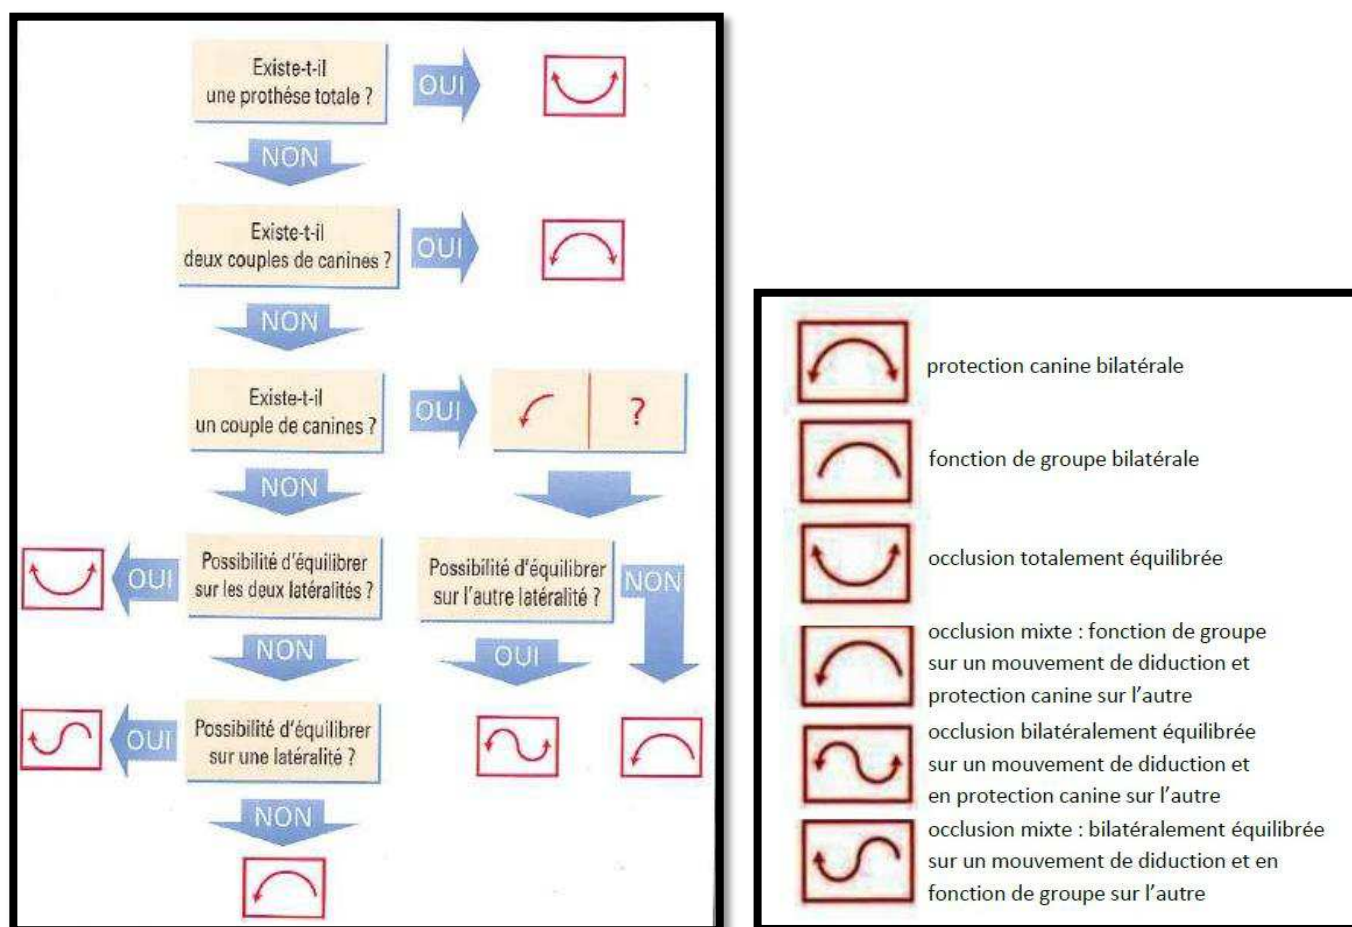 Existe-t-il
une prothése totale ?
OUI
NON
Existe-t-il
deux couples de canines ?
OUI
NON
Existe-t-il
un couple de canines ?
OUI
?
NON
Possibilité d'équilibrer
sur les deux latéralités ?
OUI
Possibilité d'équilibrer
sur l'autre latéralité ?
NON
NON
OUI
Possibilité d'équilibrer
sur une latéralité ?
OUI
NON
protection canine bilatérale
fonction de groupe bilatérale
occlusion totalement équilibrée
occlusion mixte : fonction de groupe
sur un mouvement de diduction et
protection canine sur l'autre
occlusion bilatéralement équilibrée
sur un mouvement de diduction et
en protection canine sur l'autre
occlusion mixte : bilatéralement équilibrée
sur un mouvement de diduction et en
fonction de groupe sur l'autre